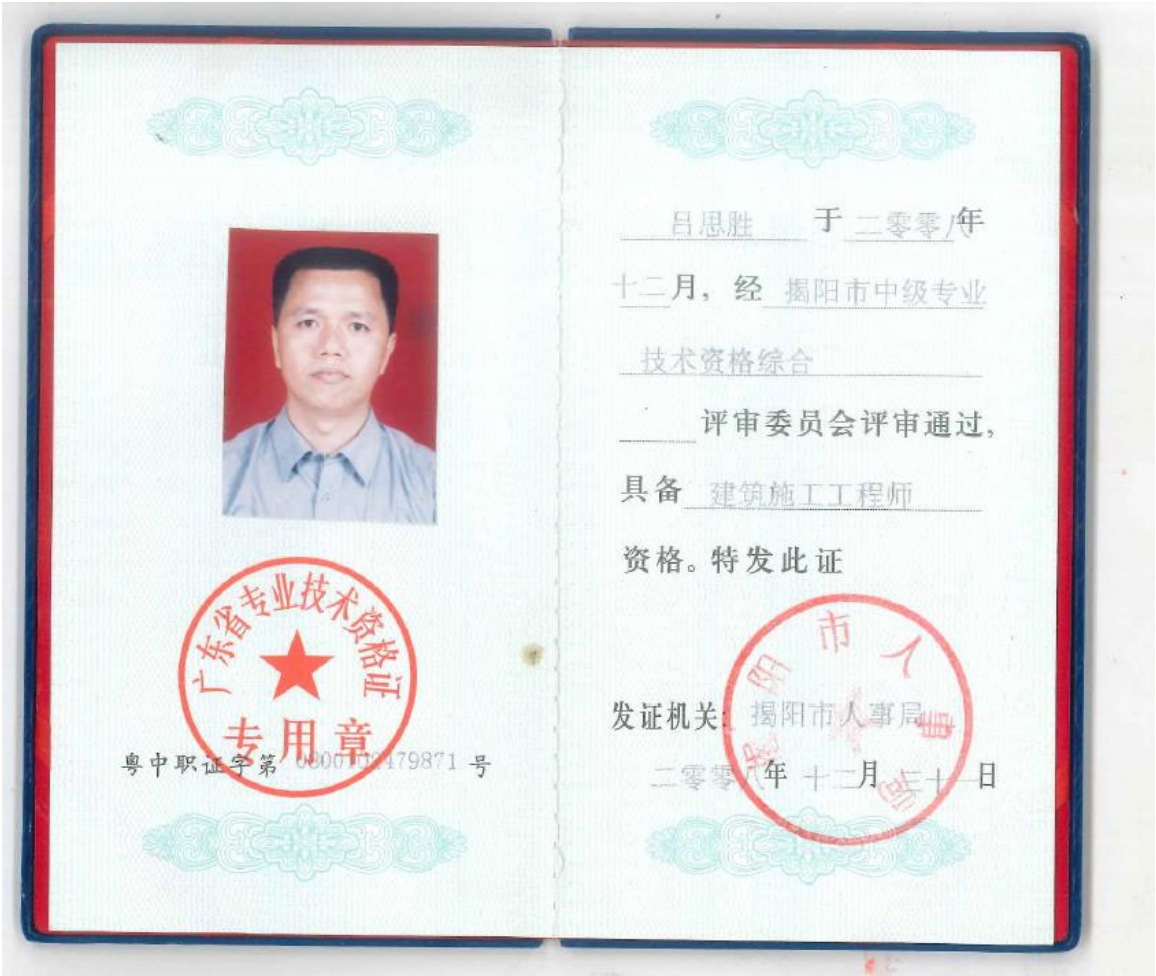 广东省专业技术资格证
专用章
粤中职证字第 0800102479871 号
吕思胜 于 二零零八年
十二月，经 揭阳市中级专业
技术资格综合
评审委员会评审通过，
具备 建筑施工工程师
资格。特发此证
揭阳市人事局
发证机关：揭阳市人事局
二零零八年 十二月 三十一日